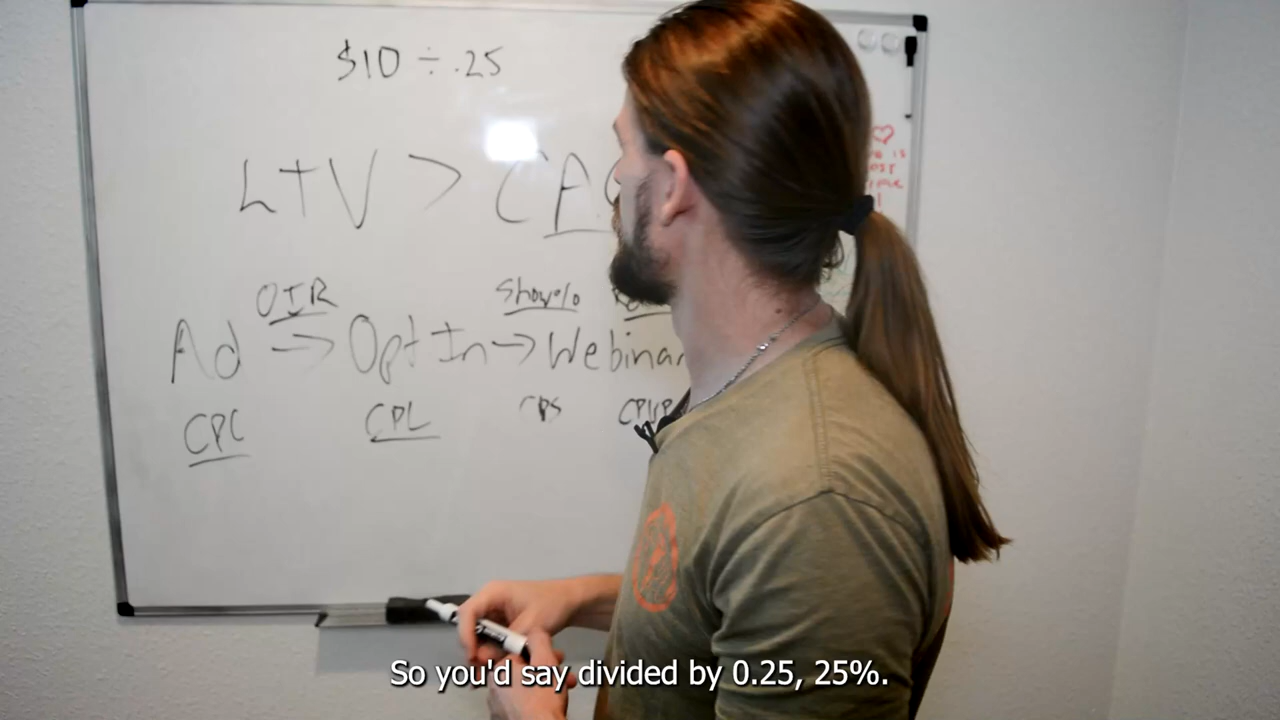 $10 ÷ .25
LTV > CAC
OIR Show%
Ad → Opt In → Webinar
CPL CPS
So you'd say divided by 0.25, 25%.